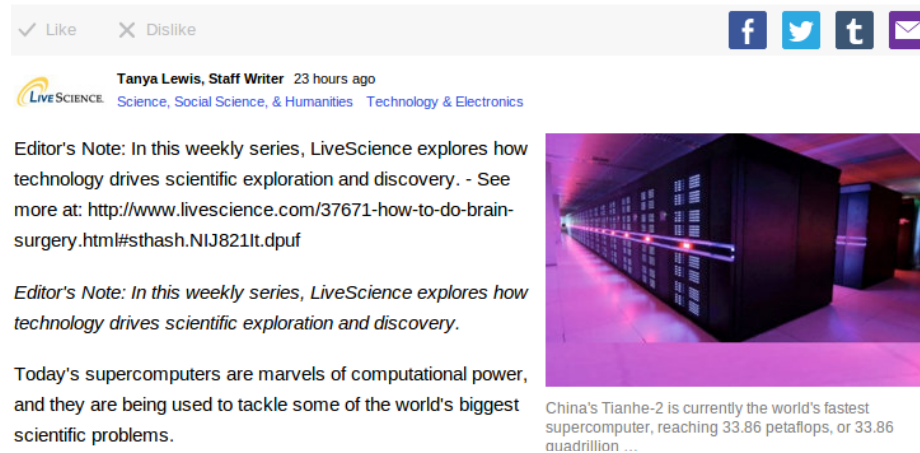 Like Dislike
f t
Tanya Lewis, Staff Writer 23 hours ago
LIVESCIENCE
Science, Social Science, & Humanities Technology & Electronics
Editor's Note: In this weekly series, LiveScience explores how
technology drives scientific exploration and discovery. - See
more at: http://www.livescience.com/37671-how-to-do-brain-
surgery.html#sthash.NIJ821It.dpuf
Editor's Note: In this weekly series, LiveScience explores how
technology drives scientific exploration and discovery.
Today's supercomputers are marvels of computational power,
and they are being used to tackle some of the world's biggest
scientific problems.
China's Tianhe-2 is currently the world's fastest
supercomputer, reaching 33.86 petaflops, or 33.86
quadrillion ...